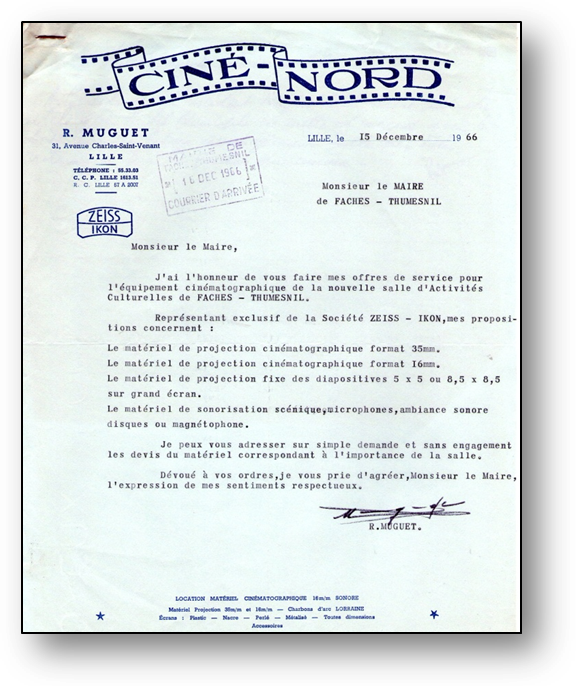 CINÉ-NORD
R. MUGUET
31, Avenue Charles-Saint-Venant
LILLE
TÉLÉPHONE : 55.33.03
C. C. P. LILLE 1613.51
R. C. LILLE 57 A 2007
ZEISS
IKON
LILLE, le 15 Décembre 1966
MAIRIE DE
16 DEC 1966
COURRIER D'ARRIVÉE
Monsieur le MAIRE
de FACHES - THUMESNIL
Monsieur le Maire,
J'ai l'honneur de vous faire mes offres de service pour
l'équipement cinématographique de la nouvelle salle d'Activités
Culturelles de FACHES - THUMESNIL.
Représentant exclusif de la Société ZEISS - IKON,mes proposi-
tions concernent :
Le matériel de projection cinématographique format 35mm.
Le matériel de projection cinématographique format 16mm.
Le matériel de projection fixe des diapositives 5 x 5 ou 8,5 x 8,5
sur grand écran.
Le matériel de sonorisation scénique,microphones,ambiance sonore
disques ou magnétophone.
Je peux vous adresser sur simple demande et sans engagement
les devis du matériel correspondant à l'importance de la salle.
Dévoué à vos ordres,je vous prie d'agréer,Monsieur le Maire,
l'expression de mes sentiments respectueux.
R.MUGUET.
LOCATION MATÉRIEL CINÉMATOGRAPHIQUE 16m/m SONORE
Matériel Projection 35m/m et 16m/m — Charbons d'arc LORRAINE
Écrans : Plastic — Nacre — Perlé — Métalisé — Toutes dimensions
Accessoires